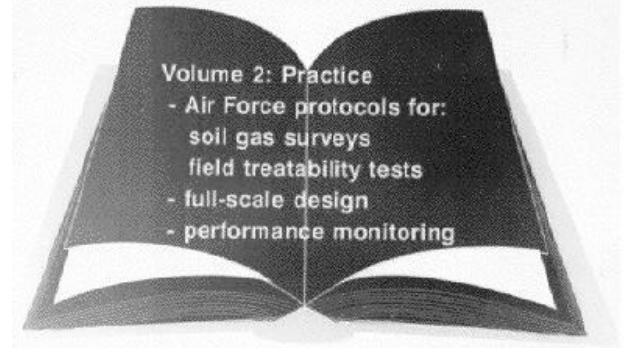 Volume 2: Practice
- Air Force protocols for:
soil gas surveys
field treatability tests
- full-scale design
- performance monitoring